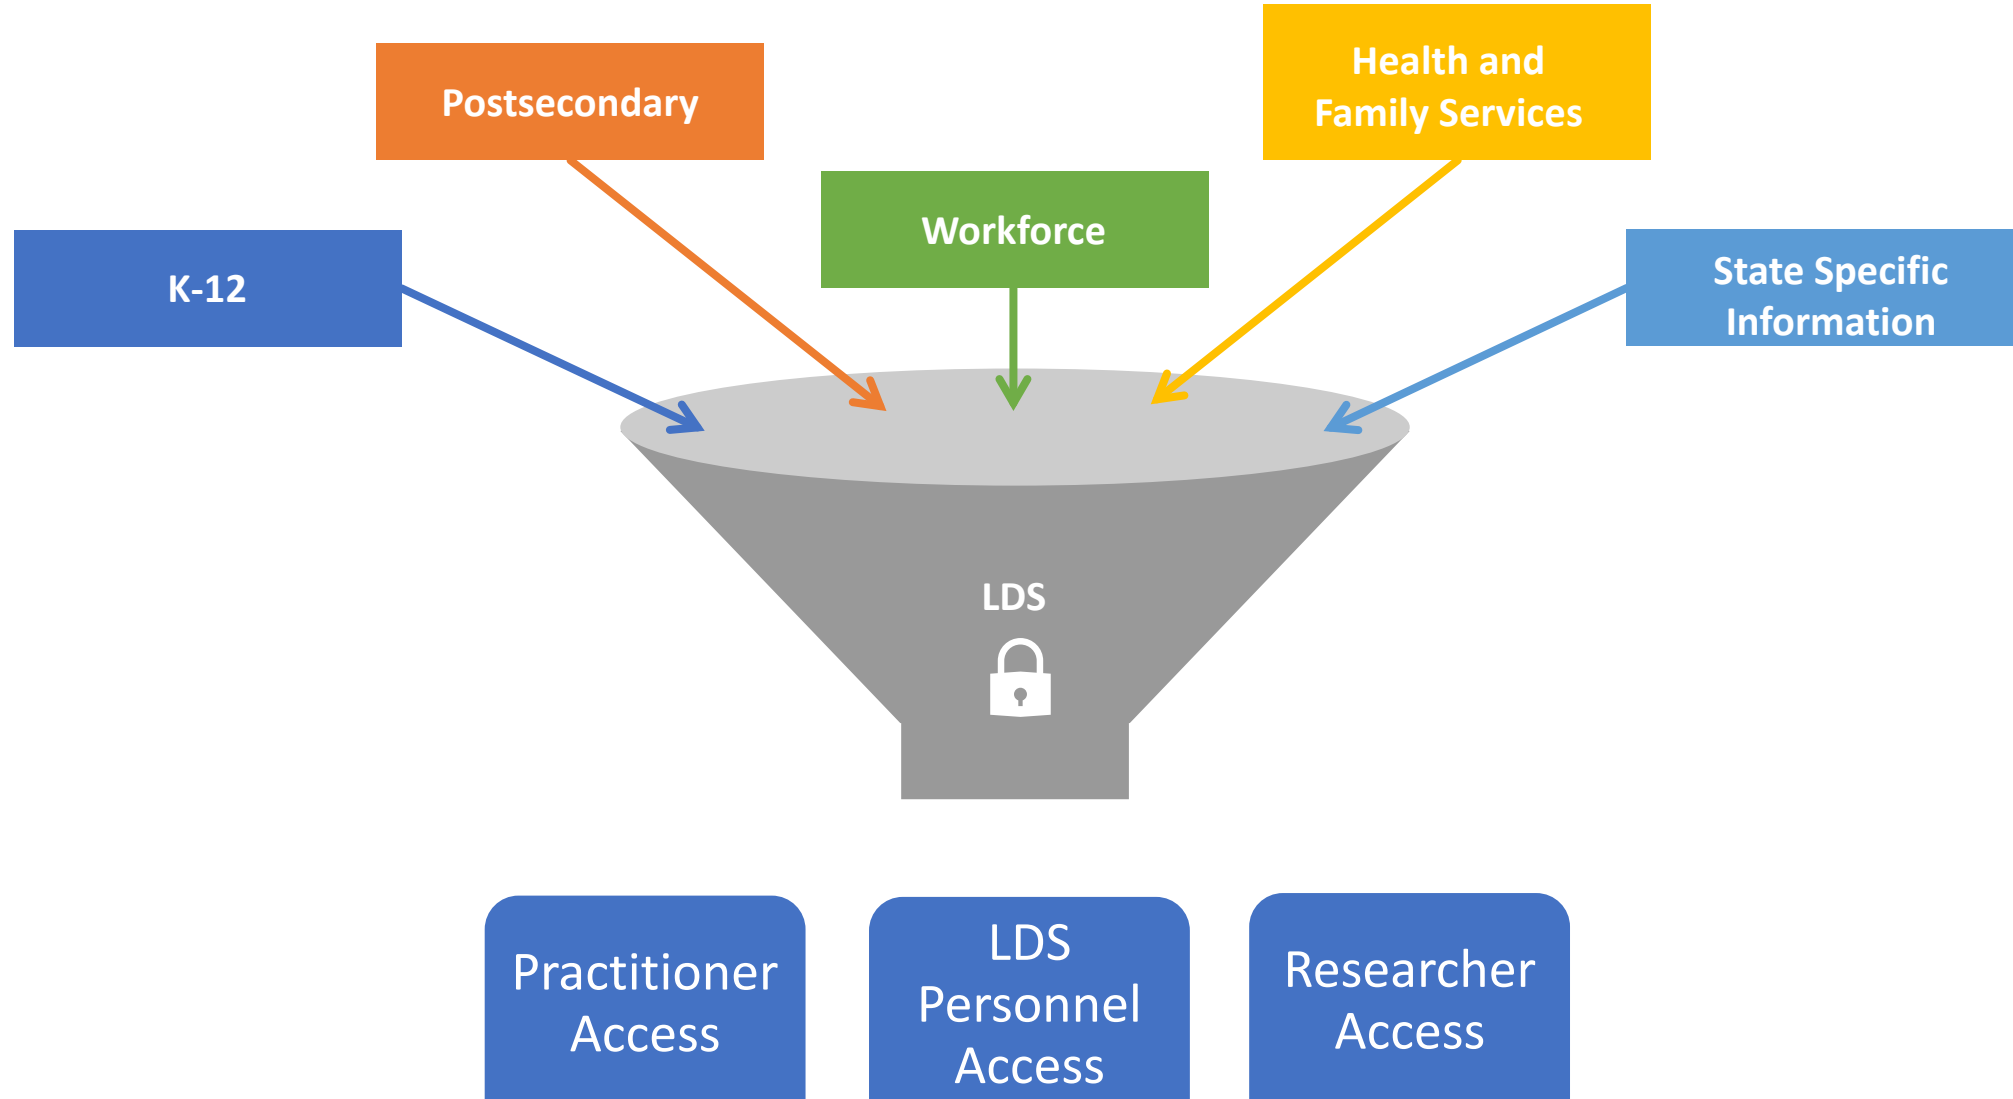 Postsecondary
Health and
Family Services
Workforce
K-12
State Specific
Information
LDS
Practitioner
Access
LDS
Personnel
Access
Researcher
Access